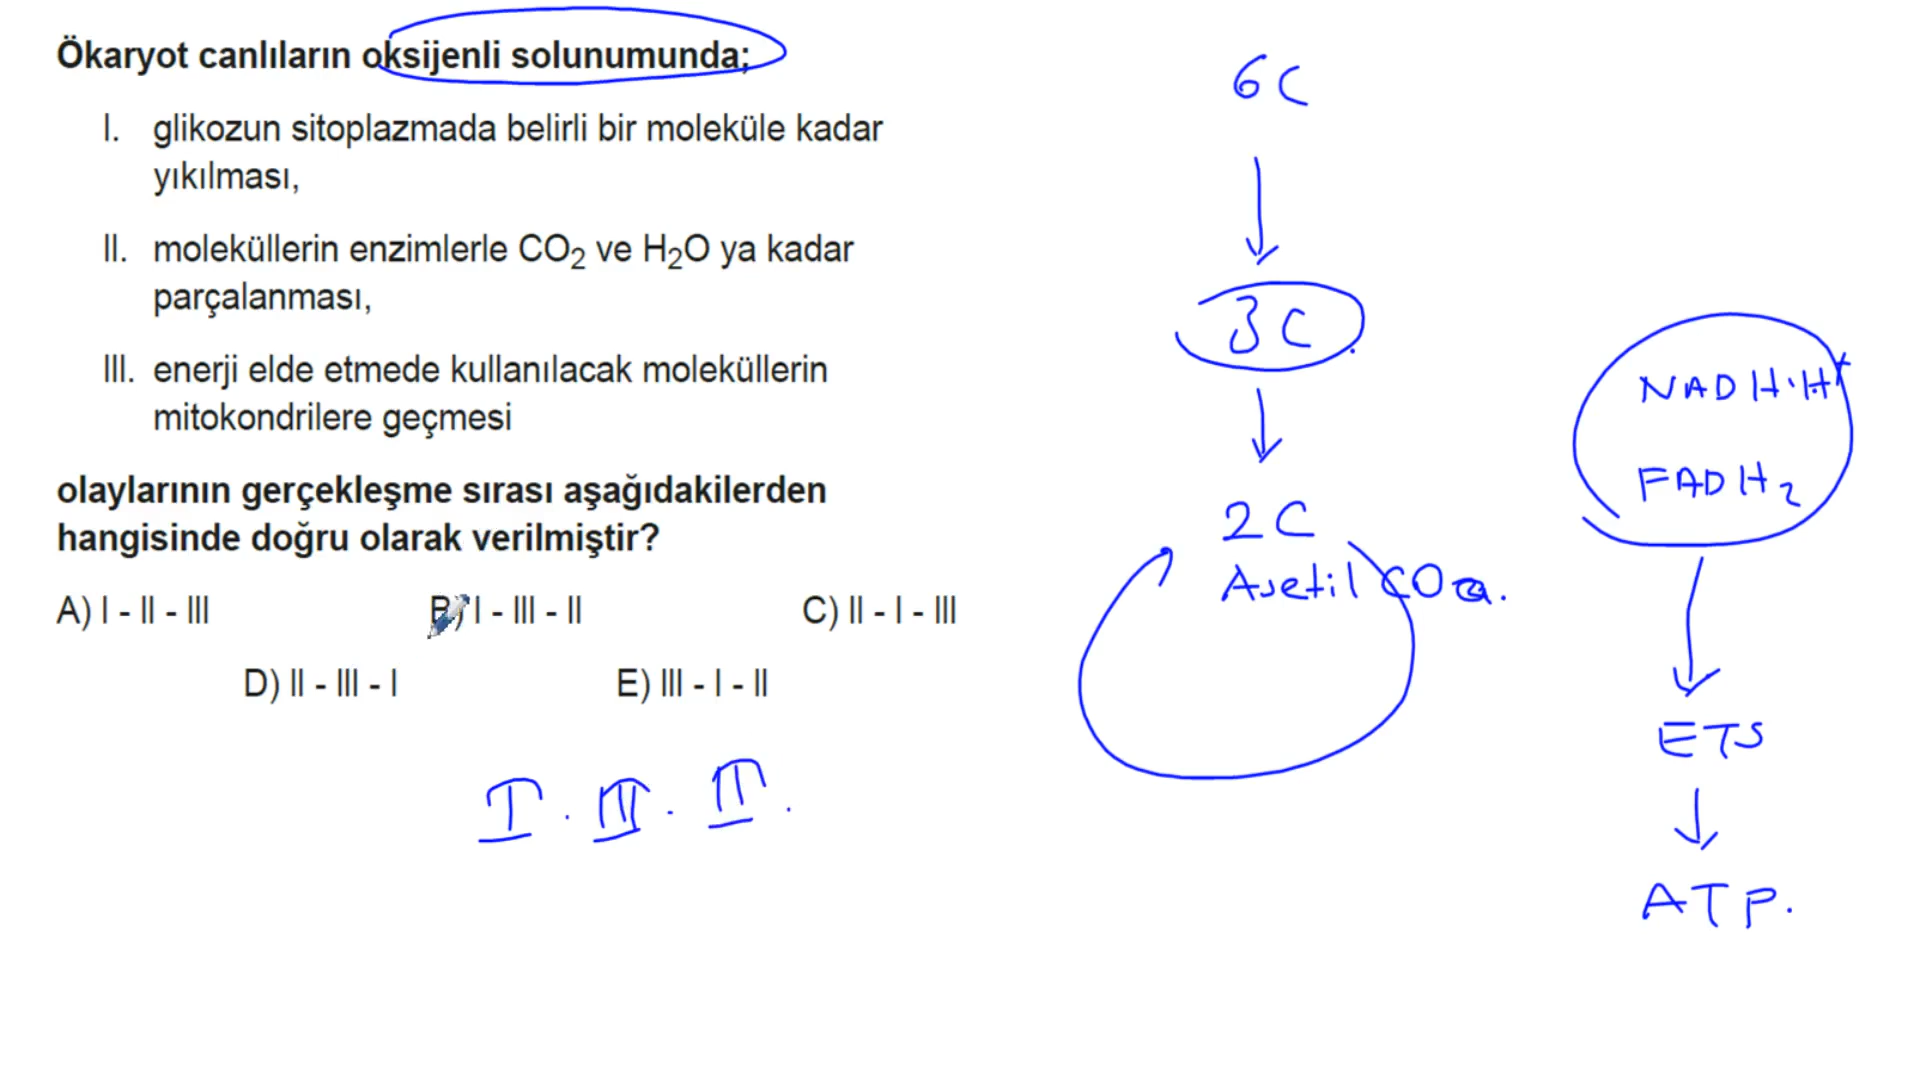 Ökaryot canlıların oksijenli solunumunda;
I. glikozun sitoplazmada belirli bir moleküle kadar
yıkılması,
II. moleküllerin enzimlerle CO₂ ve H₂O ya kadar
parçalanması,
III. enerji elde etmede kullanılacak moleküllerin
mitokondrilere geçmesi
olaylarının gerçekleşme sırası aşağıdakilerden
hangisinde doğru olarak verilmiştir?
A) I - II - III B) I - III - II C) II - I - III
D) II - III - I E) III - I - II
I . III . II .
6C
3C
2C
Asetil COa.
NADH.H⁺
FADH₂
ETS
ATP.